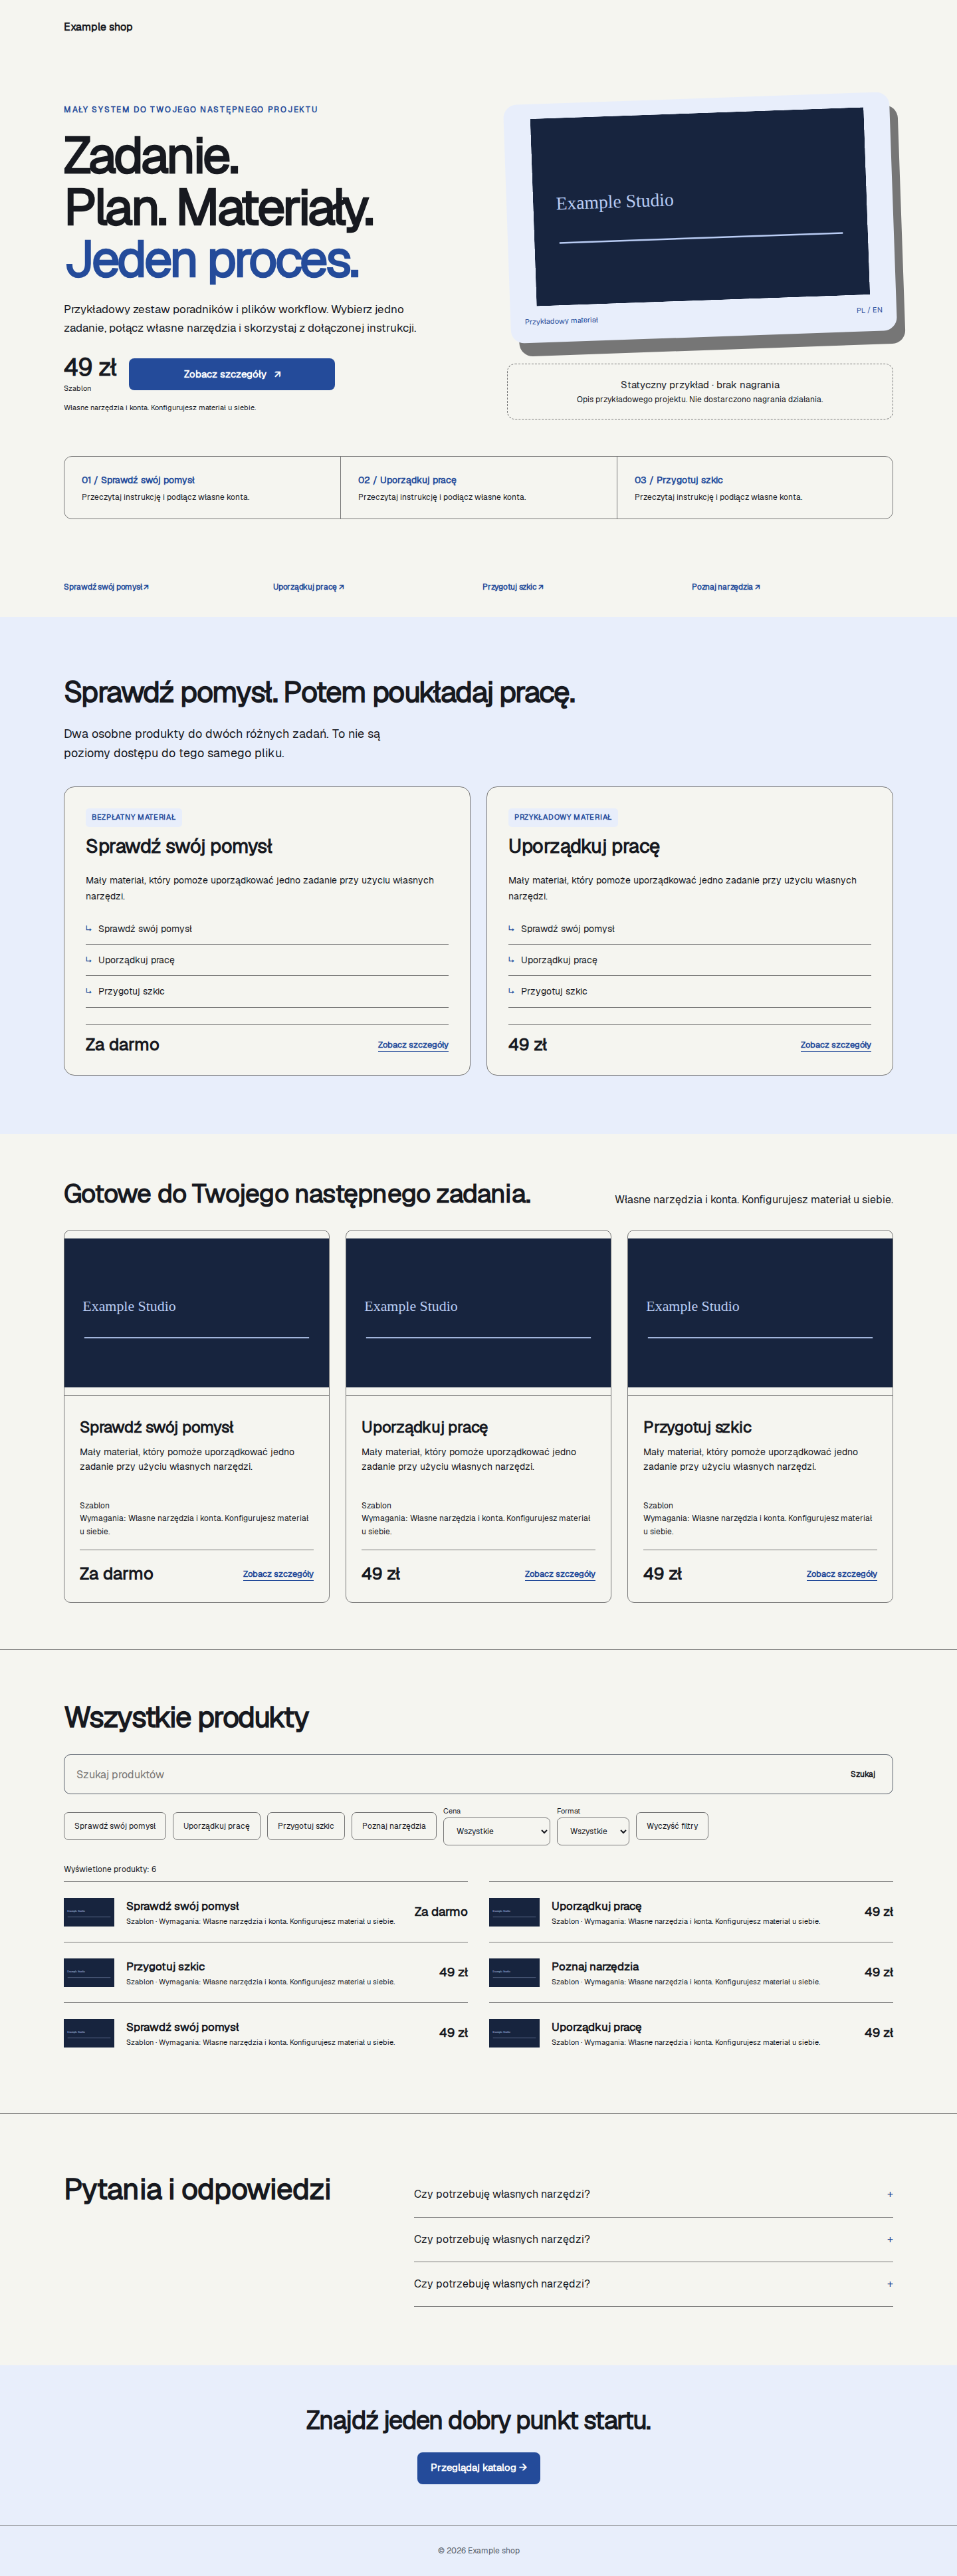 Example shop
MAŁY SYSTEM DO TWOJEGO NASTĘPNEGO PROJEKTU
Zadanie.
Plan. Materiały.
Jeden proces.
Przykładowy zestaw poradników i plików workflow. Wybierz jedno
zadanie, połącz własne narzędzia i skorzystaj z dołączonej instrukcji.
49 zł
Szablon
Zobacz szczegóły ↗
Własne narzędzia i konta. Konfigurujesz materiał u siebie.
Example Studio
Przykładowy materiał
PL / EN
Statyczny przykład · brak nagrania
Opis przykładowego projektu. Nie dostarczono nagrania działania.
01 / Sprawdź swój pomysł
Przeczytaj instrukcję i podłącz własne konta.
02 / Uporządkuj pracę
Przeczytaj instrukcję i podłącz własne konta.
03 / Przygotuj szkic
Przeczytaj instrukcję i podłącz własne konta.
Sprawdź swój pomysł ↗
Uporządkuj pracę ↗
Przygotuj szkic ↗
Poznaj narzędzia ↗
Sprawdź pomysł. Potem poukładaj pracę.
Dwa osobne produkty do dwóch różnych zadań. To nie są
poziomy dostępu do tego samego pliku.
BEZPŁATNY MATERIAŁ
Sprawdź swój pomysł
Mały materiał, który pomoże uporządkować jedno zadanie przy użyciu własnych
narzędzi.
↳ Sprawdź swój pomysł
↳ Uporządkuj pracę
↳ Przygotuj szkic
Za darmo
Zobacz szczegóły
PRZYKŁADOWY MATERIAŁ
Uporządkuj pracę
Mały materiał, który pomoże uporządkować jedno zadanie przy użyciu własnych
narzędzi.
↳ Sprawdź swój pomysł
↳ Uporządkuj pracę
↳ Przygotuj szkic
49 zł
Zobacz szczegóły
Gotowe do Twojego następnego zadania.
Własne narzędzia i konta. Konfigurujesz materiał u siebie.
Example Studio
Sprawdź swój pomysł
Mały materiał, który pomoże uporządkować jedno
zadanie przy użyciu własnych narzędzi.
Szablon
Wymagania: Własne narzędzia i konta. Konfigurujesz materiał
u siebie.
Za darmo
Zobacz szczegóły
Example Studio
Uporządkuj pracę
Mały materiał, który pomoże uporządkować jedno
zadanie przy użyciu własnych narzędzi.
Szablon
Wymagania: Własne narzędzia i konta. Konfigurujesz materiał
u siebie.
49 zł
Zobacz szczegóły
Example Studio
Przygotuj szkic
Mały materiał, który pomoże uporządkować jedno
zadanie przy użyciu własnych narzędzi.
Szablon
Wymagania: Własne narzędzia i konta. Konfigurujesz materiał
u siebie.
49 zł
Zobacz szczegóły
Wszystkie produkty
Szukaj produktów
Szukaj
Sprawdź swój pomysł
Uporządkuj pracę
Przygotuj szkic
Poznaj narzędzia
Cena
Wszystkie
Format
Wszystkie
Wyczyść filtry
Wyświetlone produkty: 6
Example Studio
Sprawdź swój pomysł
Szablon · Wymagania: Własne narzędzia i konta. Konfigurujesz materiał u siebie.
Za darmo
Example Studio
Uporządkuj pracę
Szablon · Wymagania: Własne narzędzia i konta. Konfigurujesz materiał u siebie.
49 zł
Example Studio
Przygotuj szkic
Szablon · Wymagania: Własne narzędzia i konta. Konfigurujesz materiał u siebie.
49 zł
Example Studio
Poznaj narzędzia
Szablon · Wymagania: Własne narzędzia i konta. Konfigurujesz materiał u siebie.
49 zł
Example Studio
Sprawdź swój pomysł
Szablon · Wymagania: Własne narzędzia i konta. Konfigurujesz materiał u siebie.
49 zł
Example Studio
Uporządkuj pracę
Szablon · Wymagania: Własne narzędzia i konta. Konfigurujesz materiał u siebie.
49 zł
Pytania i odpowiedzi
Czy potrzebuję własnych narzędzi? +
Czy potrzebuję własnych narzędzi? +
Czy potrzebuję własnych narzędzi? +
Znajdź jeden dobry punkt startu.
Przeglądaj katalog →
© 2026 Example shop